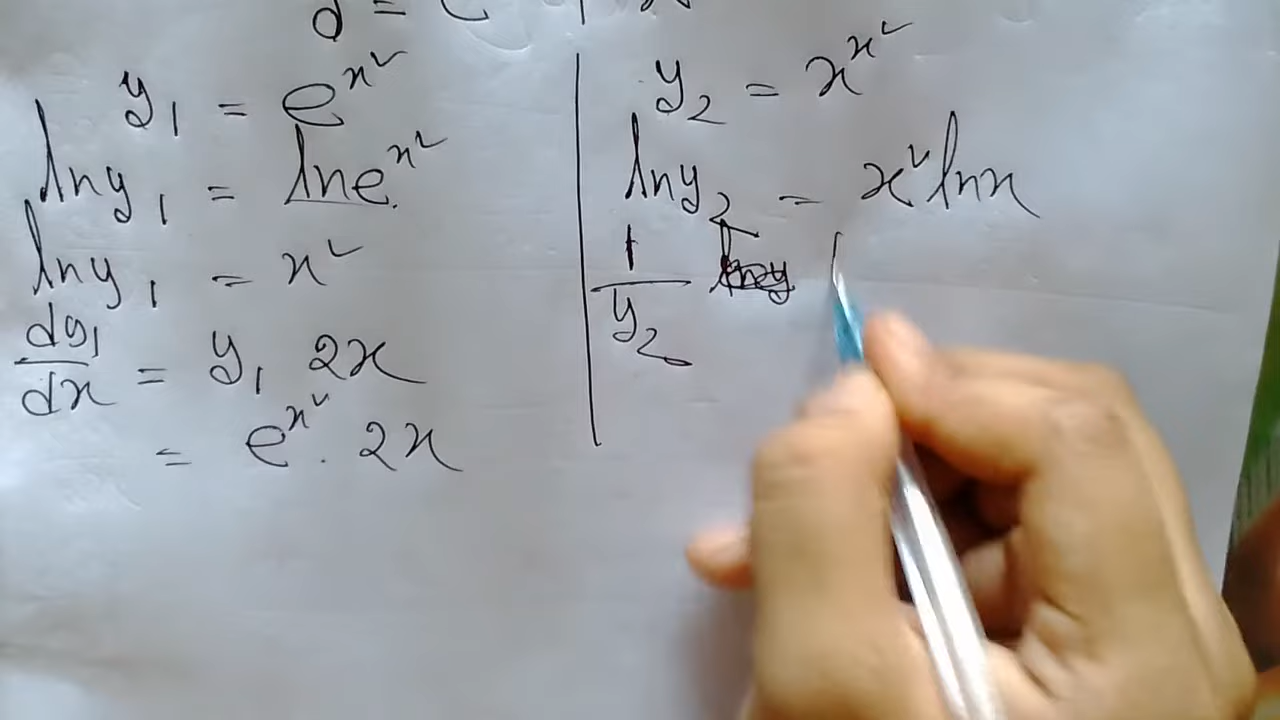 y₁ = e^{x²}
ln y₁ = ln e^{x²}
ln y₁ = x²
dy₁/dx = y₁ 2x
= e^{x²} . 2x
y₂ = x^{x²}
ln y₂ = x² ln x
1/y₂